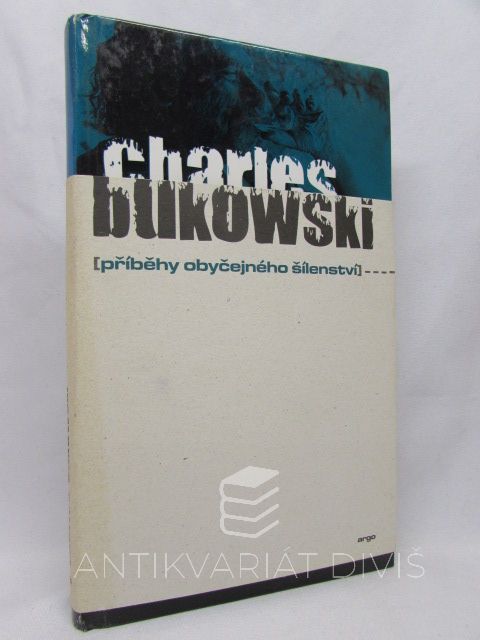 charles
bukowski
[příběhy obyčejného šílenství]----
argo
ANTIKVARIÁT DIVIŠ